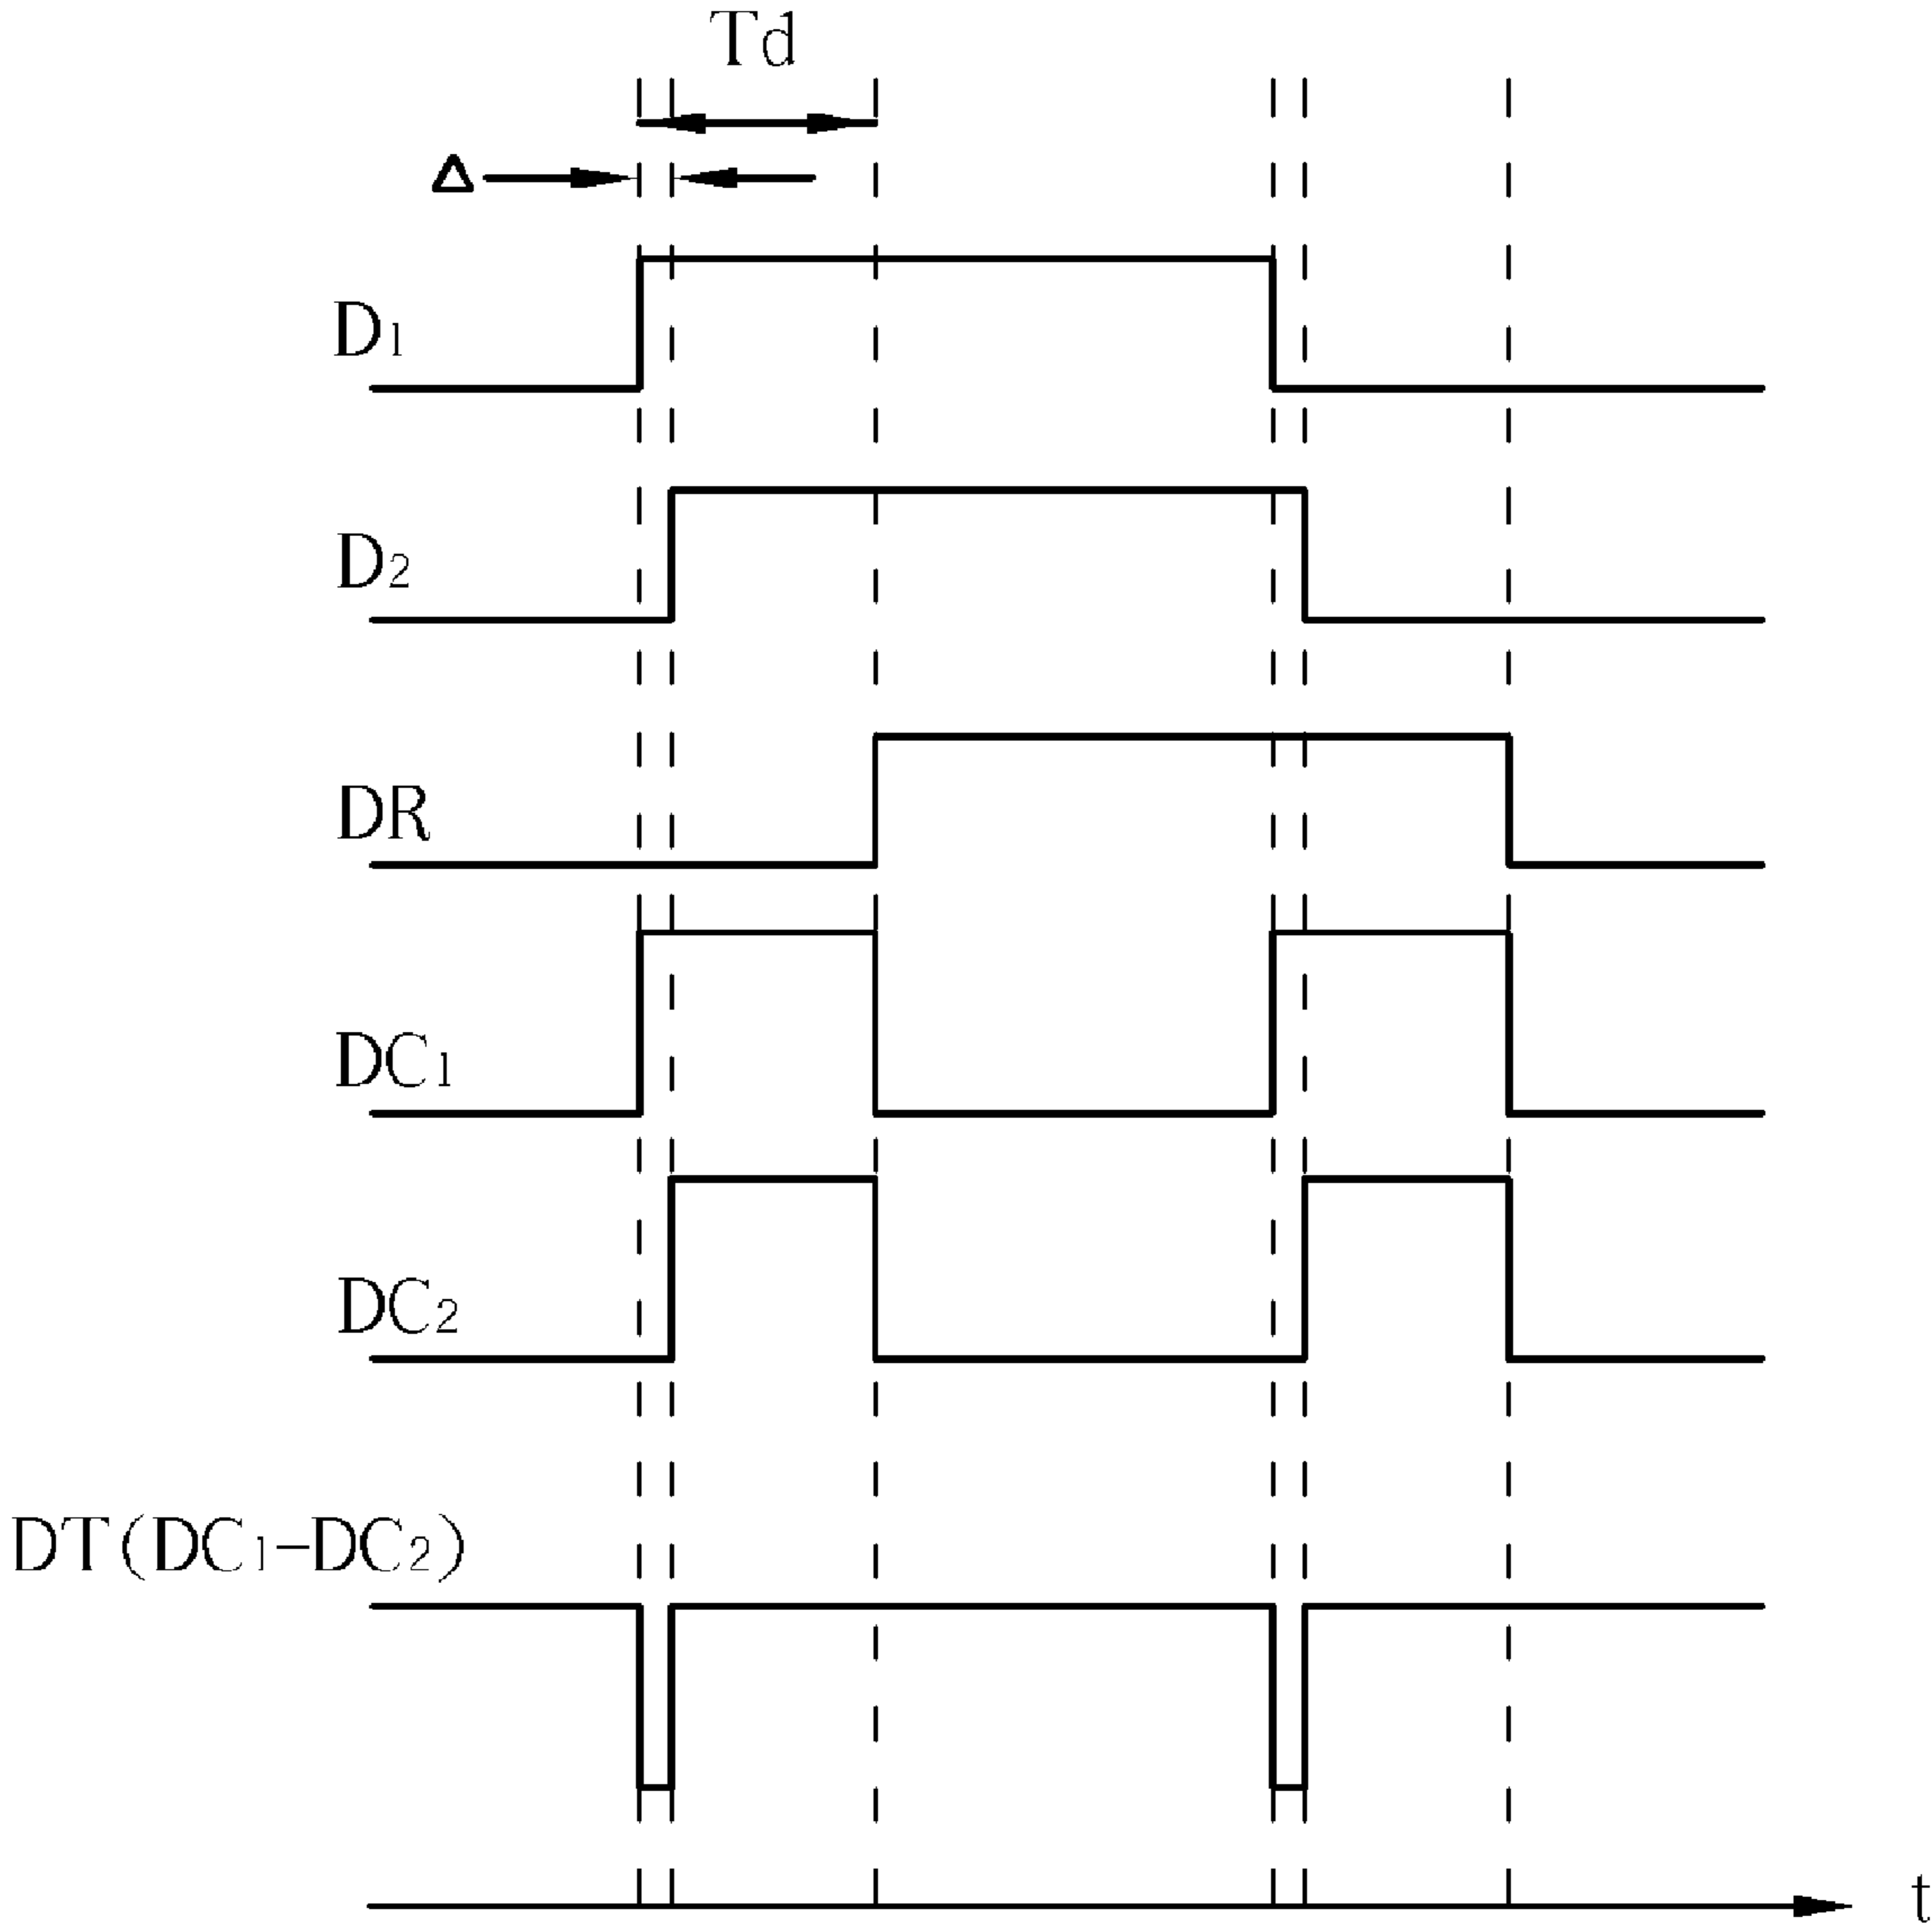 Td
Δ
D1
D2
DR
DC1
DC2
DT(DC1-DC2)
t